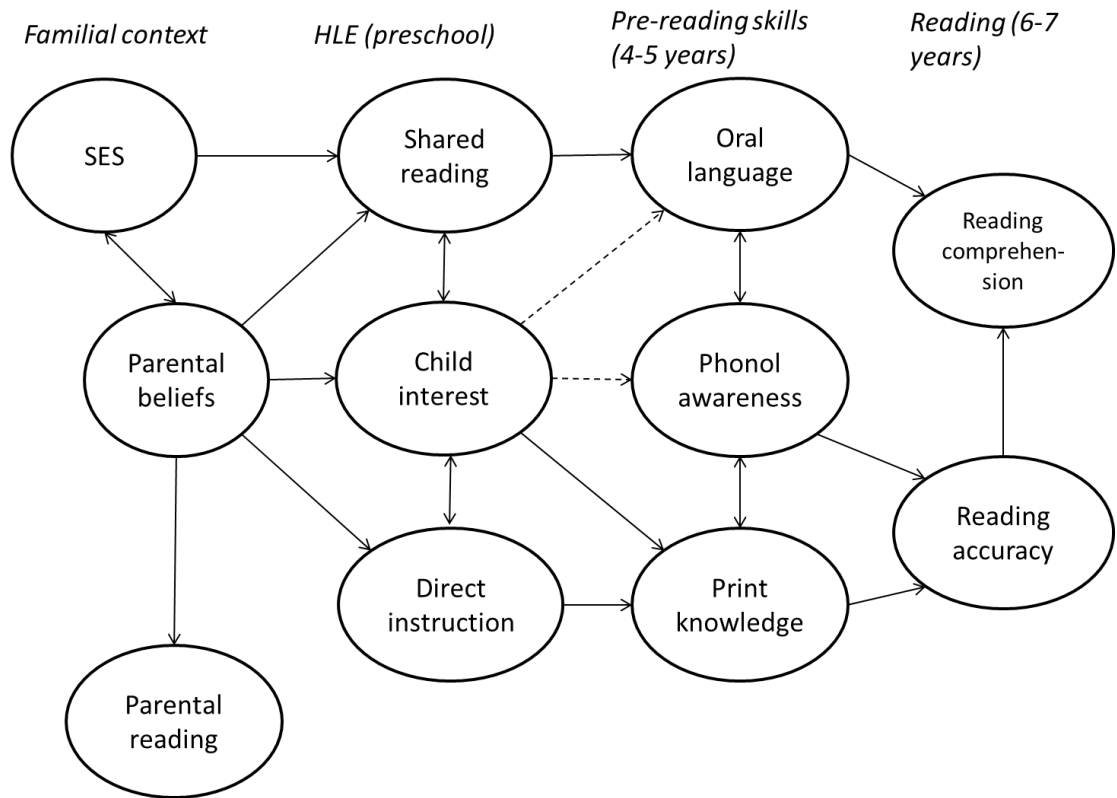 Familial context
HLE (preschool)
Pre-reading skills
(4-5 years)
Reading (6-7
years)
SES
Shared
reading
Oral
language
Reading
comprehen-
sion
Parental
beliefs
Child
interest
Phonol
awareness
Reading
accuracy
Direct
instruction
Print
knowledge
Parental
reading